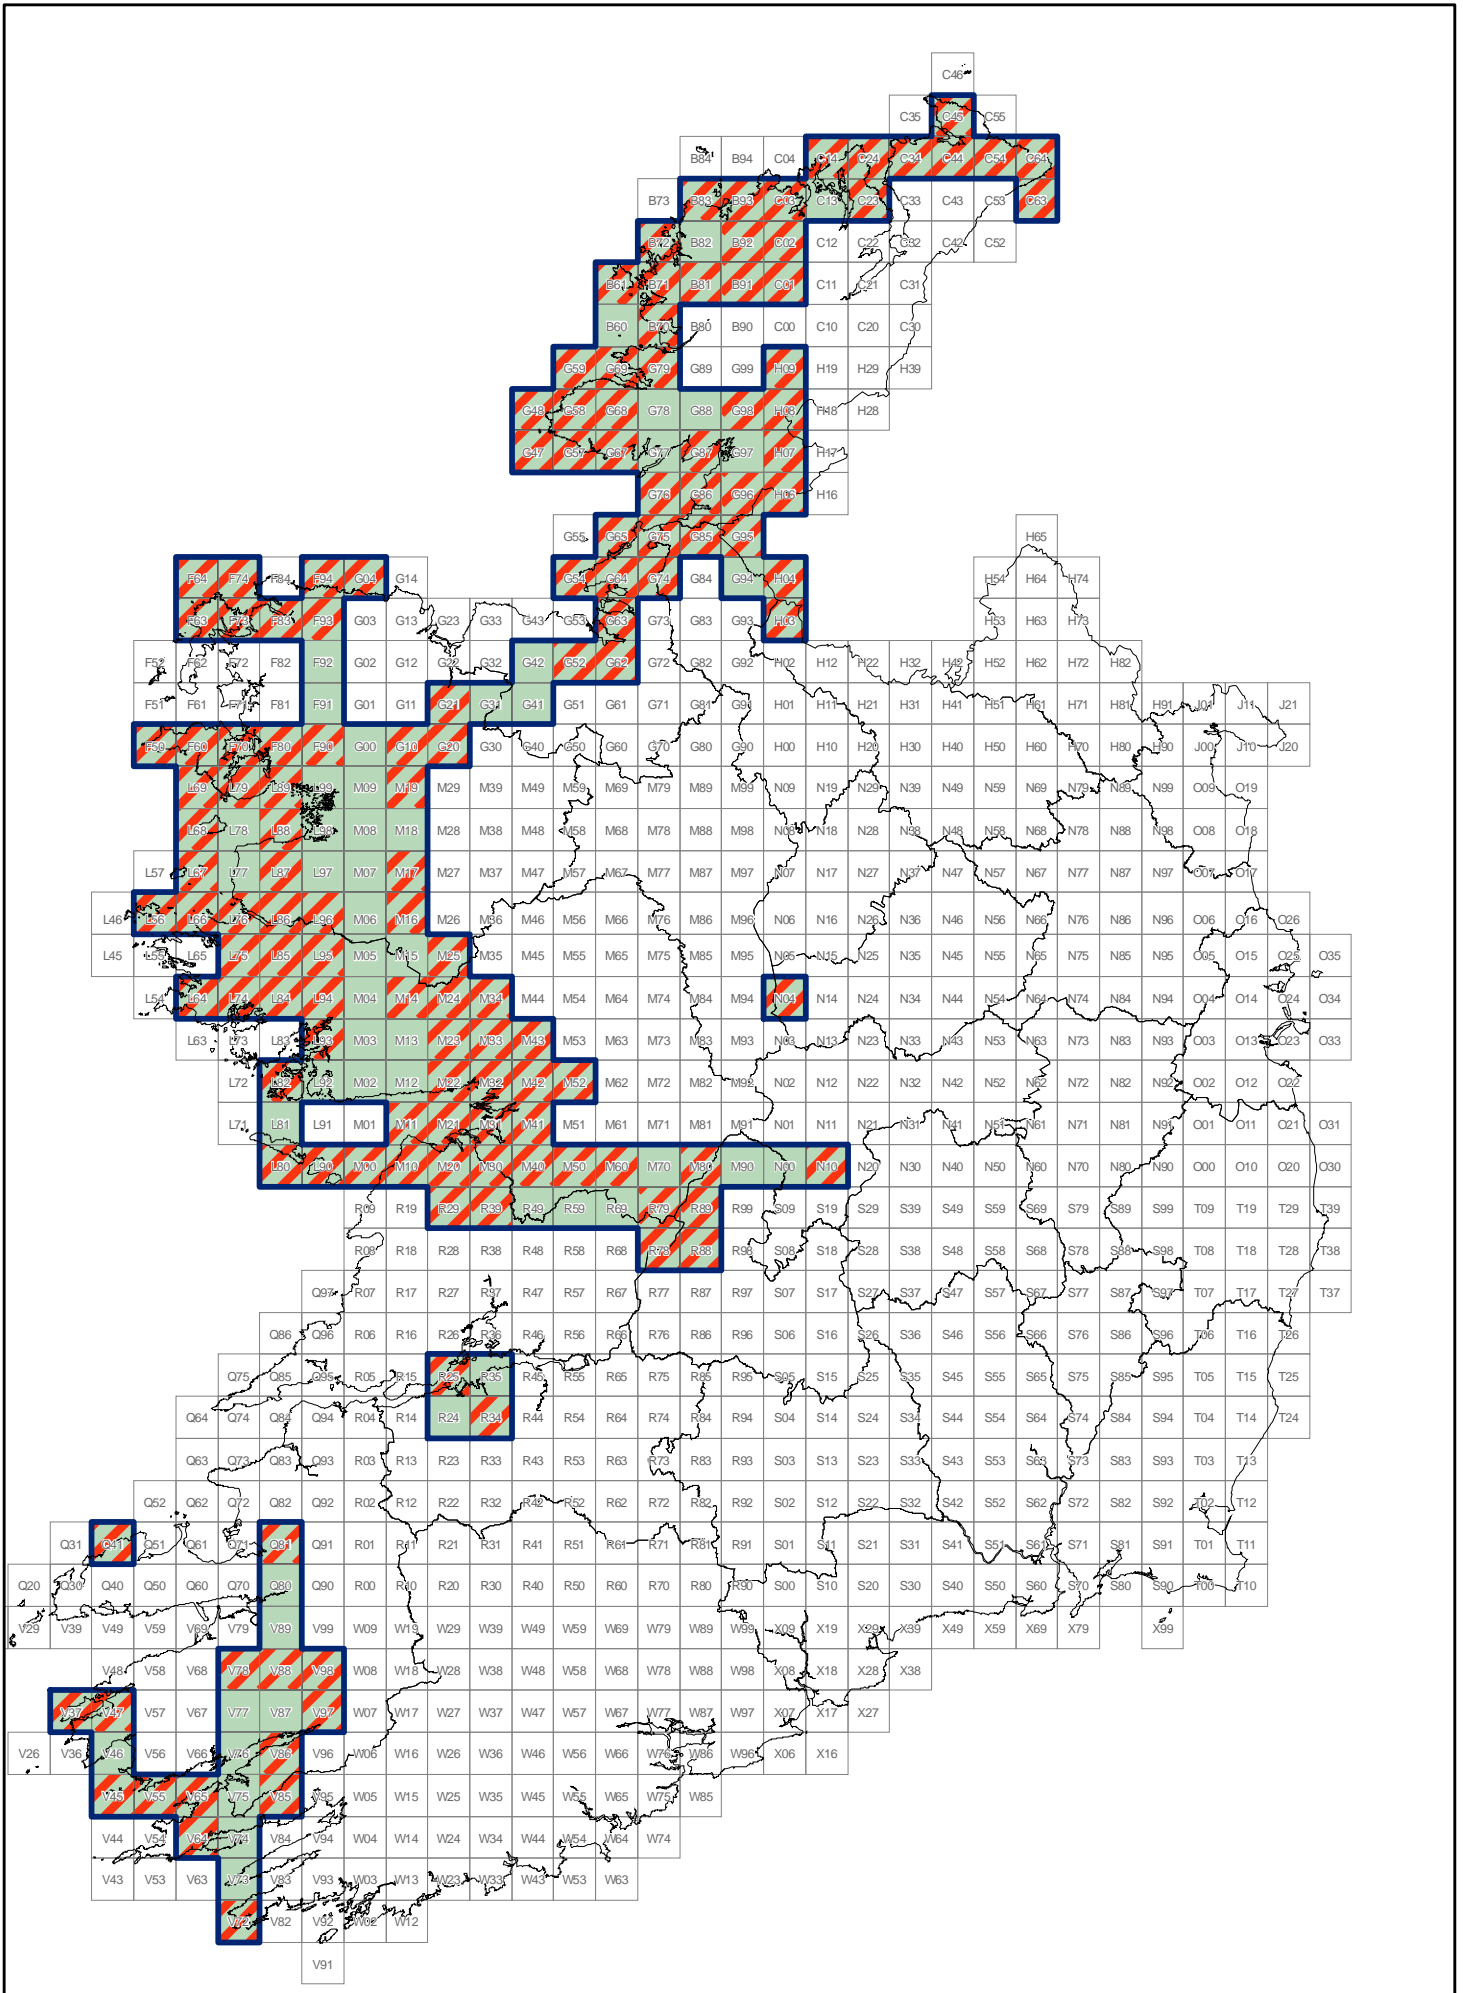 C46
C35 C45 C55
B84 B94 C04 C14 C24 C34 C44 C54 C64
B73 B83 B93 C03 C13 C23 C33 C43 C53 C63
B72 B82 B92 C02 C12 C22 C32 C42 C52
B61 B71 B81 B91 C01 C11 C21 C31
B60 B70 B80 B90 C00 C10 C20 C30
G59 G69 G79 G89 G99 H09 H19 H29 H39
G48 G58 G68 G78 G88 G98 H08 H18 H28
G47 G57 G67 G77 G87 G97 H07 H17
G76 G86 G96 H06 H16
G55 G65 G75 G85 G95 H65
F64 F74 F84 F94 G04 G14 G54 G64 G74 G84 G94 H04 H54 H64 H74
F63 F73 F83 F93 G03 G13 G23 G33 G43 G53 G63 G73 G83 G93 H03 H53 H63 H73
F52 F62 F72 F82 F92 G02 G12 G22 G32 G42 G52 G62 G72 G82 G92 H02 H12 H22 H32 H42 H52 H62 H72 H82
F51 F61 F71 F81 F91 G01 G11 G21 G31 G41 G51 G61 G71 G81 G91 H01 H11 H21 H31 H41 H51 H61 H71 H81 H91 J01 J11 J21
F50 F60 F70 F80 F90 G00 G10 G20 G30 G40 G50 G60 G70 G80 G90 H00 H10 H20 H30 H40 H50 H60 H70 H80 H90 J00 J10 J20
L69 L79 L89 L99 M09 M19 M29 M39 M49 M59 M69 M79 M89 M99 N09 N19 N29 N39 N49 N59 N69 N79 N89 N99 O09 O19
L68 L78 L88 L98 M08 M18 M28 M38 M48 M58 M68 M78 M88 M98 N08 N18 N28 N38 N48 N58 N68 N78 N88 N98 O08 O18
L57 L67 L77 L87 L97 M07 M17 M27 M37 M47 M57 M67 M77 M87 M97 N07 N17 N27 N37 N47 N57 N67 N77 N87 N97 O07 O17
L46 L56 L66 L76 L86 L96 M06 M16 M26 M36 M46 M56 M66 M76 M86 M96 N06 N16 N26 N36 N46 N56 N66 N76 N86 N96 O06 O16 O26
L45 L55 L65 L75 L85 L95 M05 M15 M25 M35 M45 M55 M65 M75 M85 M95 N05 N15 N25 N35 N45 N55 N65 N75 N85 N95 O05 O15 O25 O35
L54 L64 L74 L84 L94 M04 M14 M24 M34 M44 M54 M64 M74 M84 M94 N04 N14 N24 N34 N44 N54 N64 N74 N84 N94 O04 O14 O24 O34
L63 L73 L83 L93 M03 M13 M23 M33 M43 M53 M63 M73 M83 M93 N03 N13 N23 N33 N43 N53 N63 N73 N83 N93 O03 O13 O23 O33
L72 L82 L92 M02 M12 M22 M32 M42 M52 M62 M72 M82 M92 N02 N12 N22 N32 N42 N52 N62 N72 N82 N92 O02 O12 O22
L71 L81 L91 M01 M11 M21 M31 M41 M51 M61 M71 M81 M91 N01 N11 N21 N31 N41 N51 N61 N71 N81 N91 O01 O11 O21 O31
L80 L90 M00 M10 M20 M30 M40 M50 M60 M70 M80 M90 N00 N10 N20 N30 N40 N50 N60 N70 N80 N90 O00 O10 O20 O30
R09 R19 R29 R39 R49 R59 R69 R79 R89 R99 S09 S19 S29 S39 S49 S59 S69 S79 S89 S99 T09 T19 T29 T39
R08 R18 R28 R38 R48 R58 R68 R78 R88 R98 S08 S18 S28 S38 S48 S58 S68 S78 S88 S98 T08 T18 T28 T38
Q97 R07 R17 R27 R37 R47 R57 R67 R77 R87 R97 S07 S17 S27 S37 S47 S57 S67 S77 S87 S97 T07 T17 T27 T37
Q86 Q96 R06 R16 R26 R36 R46 R56 R66 R76 R86 R96 S06 S16 S26 S36 S46 S56 S66 S76 S86 S96 T06 T16 T26
Q75 Q85 Q95 R05 R15 R25 R35 R45 R55 R65 R75 R85 R95 S05 S15 S25 S35 S45 S55 S65 S75 S85 S95 T05 T15 T25
Q64 Q74 Q84 Q94 R04 R14 R24 R34 R44 R54 R64 R74 R84 R94 S04 S14 S24 S34 S44 S54 S64 S74 S84 S94 T04 T14 T24
Q63 Q73 Q83 Q93 R03 R13 R23 R33 R43 R53 R63 R73 R83 R93 S03 S13 S23 S33 S43 S53 S63 S73 S83 S93 T03 T13
Q52 Q62 Q72 Q82 Q92 R02 R12 R22 R32 R42 R52 R62 R72 R82 R92 S02 S12 S22 S32 S42 S52 S62 S72 S82 S92 T02 T12
Q31 Q41 Q51 Q61 Q71 Q81 Q91 R01 R11 R21 R31 R41 R51 R61 R71 R81 R91 S01 S11 S21 S31 S41 S51 S61 S71 S81 S91 T01 T11
Q20 Q30 Q40 Q50 Q60 Q70 Q80 Q90 R00 R10 R20 R30 R40 R50 R60 R70 R80 R90 S00 S10 S20 S30 S40 S50 S60 S70 S80 S90 T00 T10
V29 V39 V49 V59 V69 V79 V89 V99 W09 W19 W29 W39 W49 W59 W69 W79 W89 W99 X09 X19 X29 X39 X49 X59 X69 X79 X99
V48 V58 V68 V78 V88 V98 W08 W18 W28 W38 W48 W58 W68 W78 W88 W98 X08 X18 X28 X38
V37 V47 V57 V67 V77 V87 V97 W07 W17 W27 W37 W47 W57 W67 W77 W87 W97 X07 X17 X27
V26 V36 V46 V56 V66 V76 V86 V96 W06 W16 W26 W36 W46 W56 W66 W76 W86 W96 X06 X16
V45 V55 V65 V75 V85 V95 W05 W15 W25 W35 W45 W55 W65 W75 W85
V44 V54 V64 V74 V84 V94 W04 W14 W24 W34 W44 W54 W64 W74
V43 V53 V63 V73 V83 V93 W03 W13 W23 W33 W43 W53 W63
V72 V82 V92 W02 W12
V91